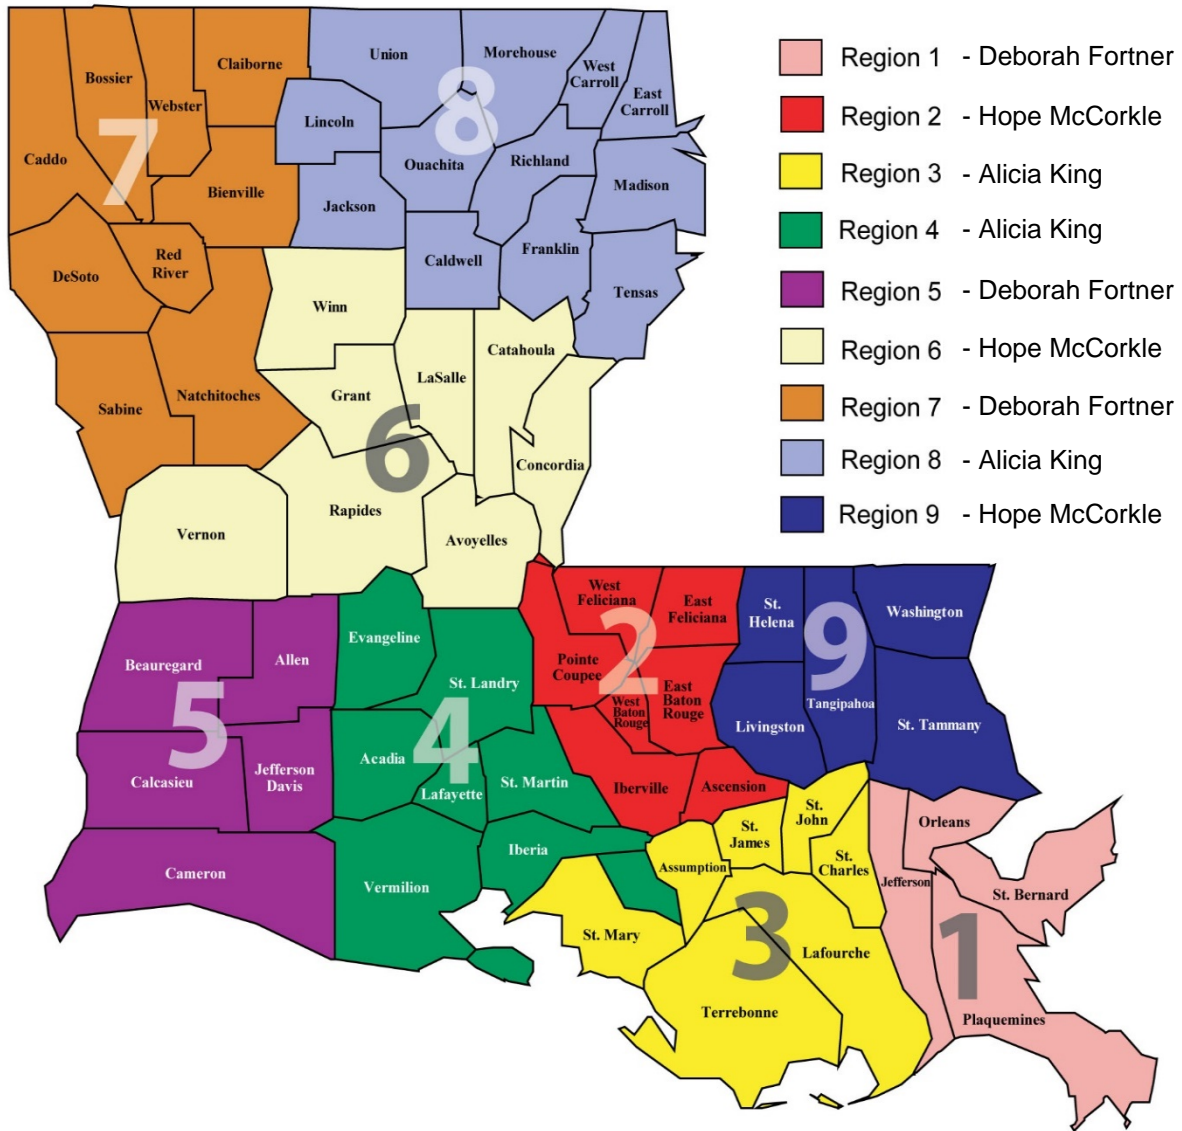 Union
Morehouse
West
Carroll
East
Carroll
Claiborne
Bossier
Webster
Lincoln
8
7
Caddo
Ouachita
Richland
Madison
Bienville
Jackson
Red
River
DeSoto
Caldwell
Franklin
Tensas
Winn
Catahoula
LaSalle
Grant
Natchitoches
Sabine
6
Concordia
Rapides
Vernon
Avoyelles
Region 1 - Deborah Fortner
Region 2 - Hope McCorkle
Region 3 - Alicia King
Region 4 - Alicia King
Region 5 - Deborah Fortner
Region 6 - Hope McCorkle
Region 7 - Deborah Fortner
Region 8 - Alicia King
Region 9 - Hope McCorkle
Beauregard
Allen
Evangeline
St. Landry
5
4
Calcasieu
Jefferson
Davis
Acadia
Lafayette
St. Martin
Cameron
Vermilion
Iberia
West
Feliciana
East
Feliciana
2
Pointe
Coupee
West
Baton
Rouge
East
Baton
Rouge
Iberville
Ascension
St.
Helena
9
Washington
Tangipahoa
Livingston
St. Tammany
St.
James
St.
John
St.
Charles
Assumption
St. Mary
3
Lafourche
Terrebonne
Orleans
Jefferson
St. Bernard
1
Plaquemines